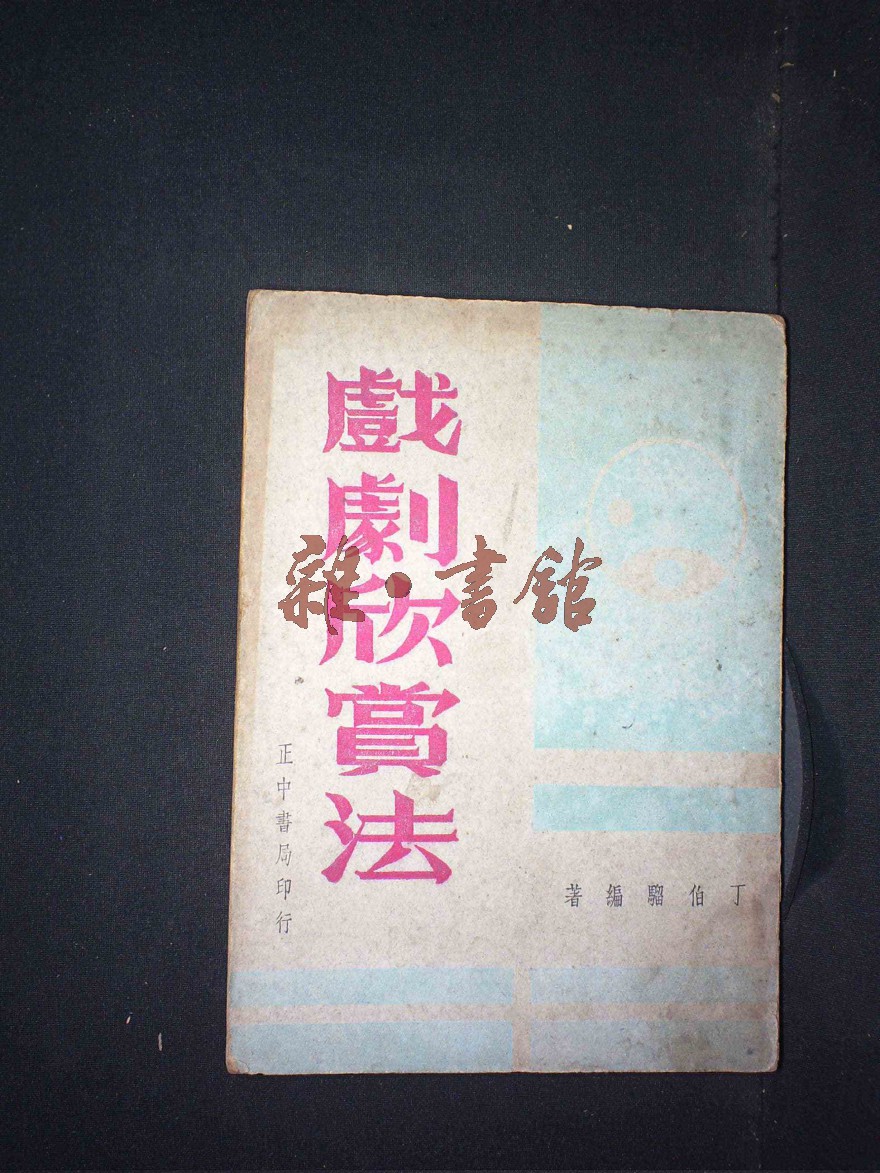 戲劇欣賞法
丁伯騮編著
正中書局印行
雜·書館